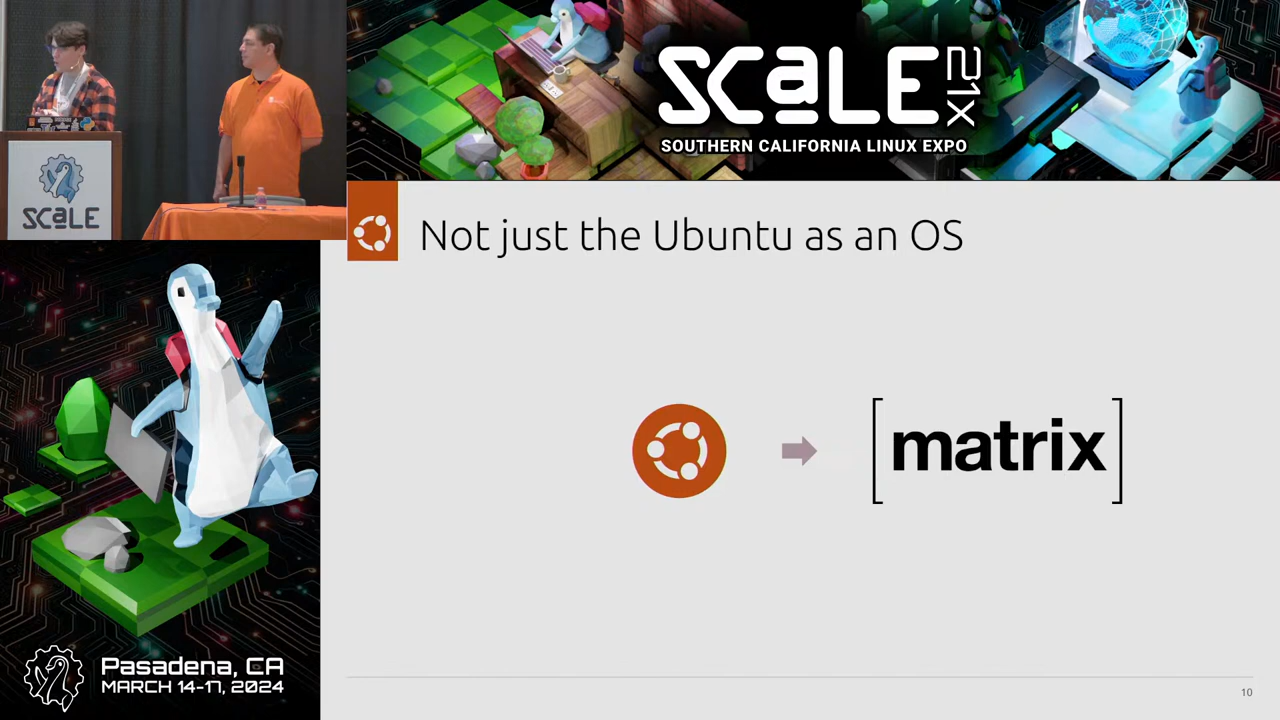 SCaLE 21x
SOUTHERN CALIFORNIA LINUX EXPO
SCaLE
Not just the Ubuntu as an OS
[matrix]
Pasadena, CA
MARCH 14-17, 2024
10